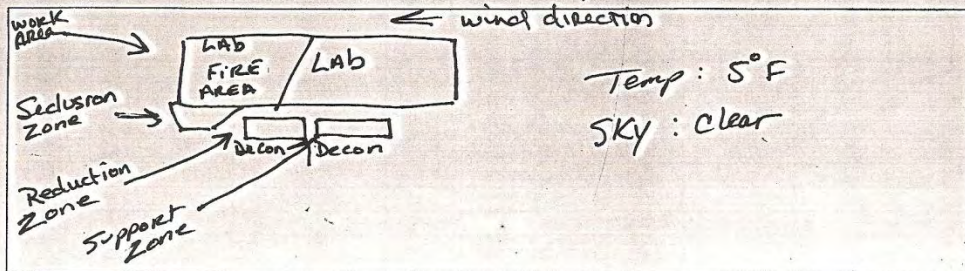 ← wind direction
WORK
AREA
LAB
FIRE
AREA
LAB
Temp: 5°F
SKY: clear
Seclusion
Zone
Decon
Decon
Reduction
Zone
Support
Zone